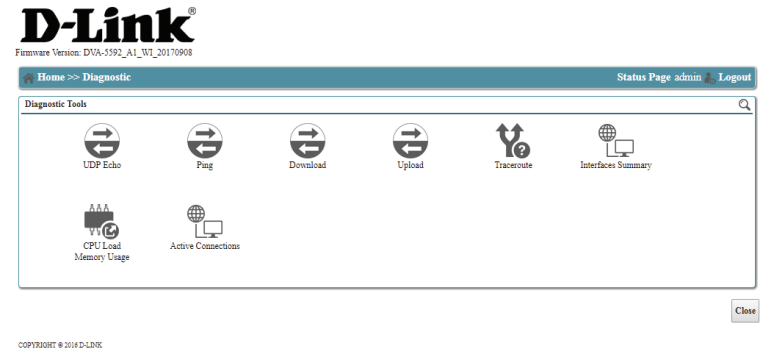 D-Link®
Firmware Version: DVA-5592_A1_WI_20170908
Home >> Diagnostic
Status Page admin Logout
Diagnostic Tools
UDP Echo
Ping
Download
Upload
Traceroute
Interfaces Summary
CPU Load
Memory Usage
Active Connections
Close
COPYRIGHT © 2016 D-LINK